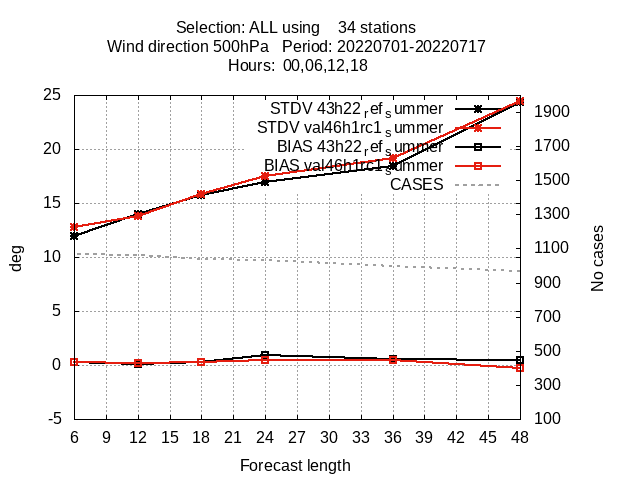 Selection: ALL using    34 stations
Wind direction 500hPa   Period: 20220701-20220717
Hours:  00,06,12,18
STDV 43h22_ref_summer
STDV val46h1rc1_summer
BIAS 43h22_ref_summer
BIAS val46h1rc1_summer
CASES
25
20
15
10
5
0
-5
deg
1900
1700
1500
1300
1100
900
700
500
300
100
No cases
6 9 12 15 18 21 24 27 30 33 36 39 42 45 48
Forecast length